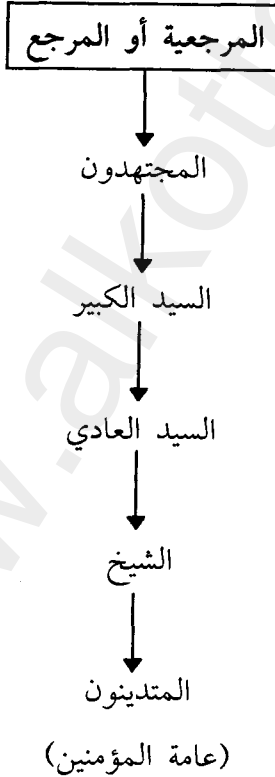 المرجعية أو المرجع
المجتهدون
السيد الكبير
السيد العادي
الشيخ
المتدينون
(عامة المؤمنين)